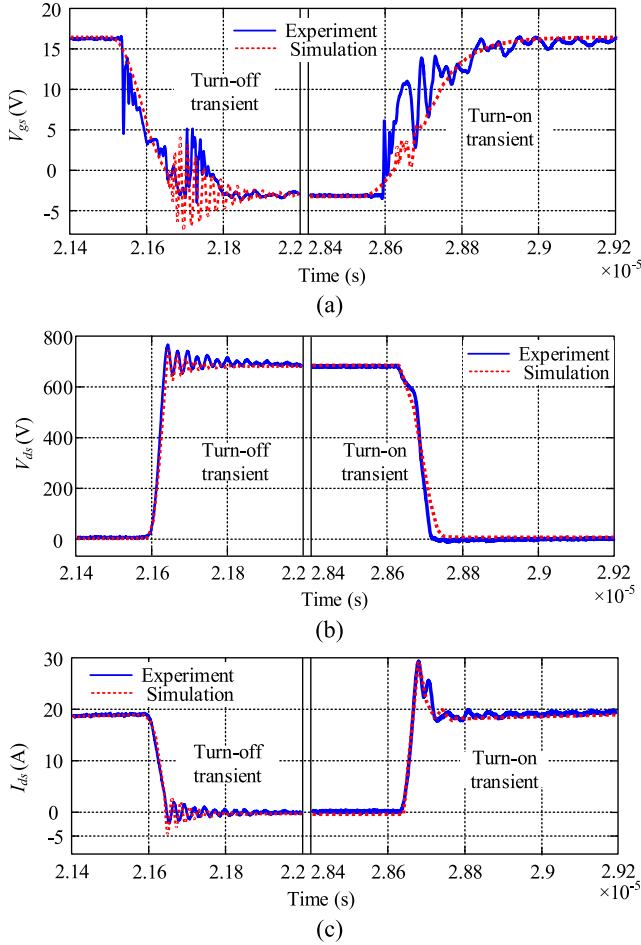 20
15
10
5
0
-5
V_gs (V)
Experiment
Simulation
Turn-off
transient
Turn-on
transient
2.14 2.16 2.18 2.2 2.84 2.86 2.88 2.9 2.92
Time (s)
×10⁻⁵
(a)
800
600
400
200
0
V_ds (V)
Experiment
Simulation
Turn-off
transient
Turn-on
transient
2.14 2.16 2.18 2.2 2.84 2.86 2.88 2.9 2.92
Time (s)
×10⁻⁵
(b)
30
20
10
0
-5
I_ds (A)
Experiment
Simulation
Turn-off
transient
Turn-on
transient
2.14 2.16 2.18 2.2 2.84 2.86 2.88 2.9 2.92
Time (s)
×10⁻⁵
(c)